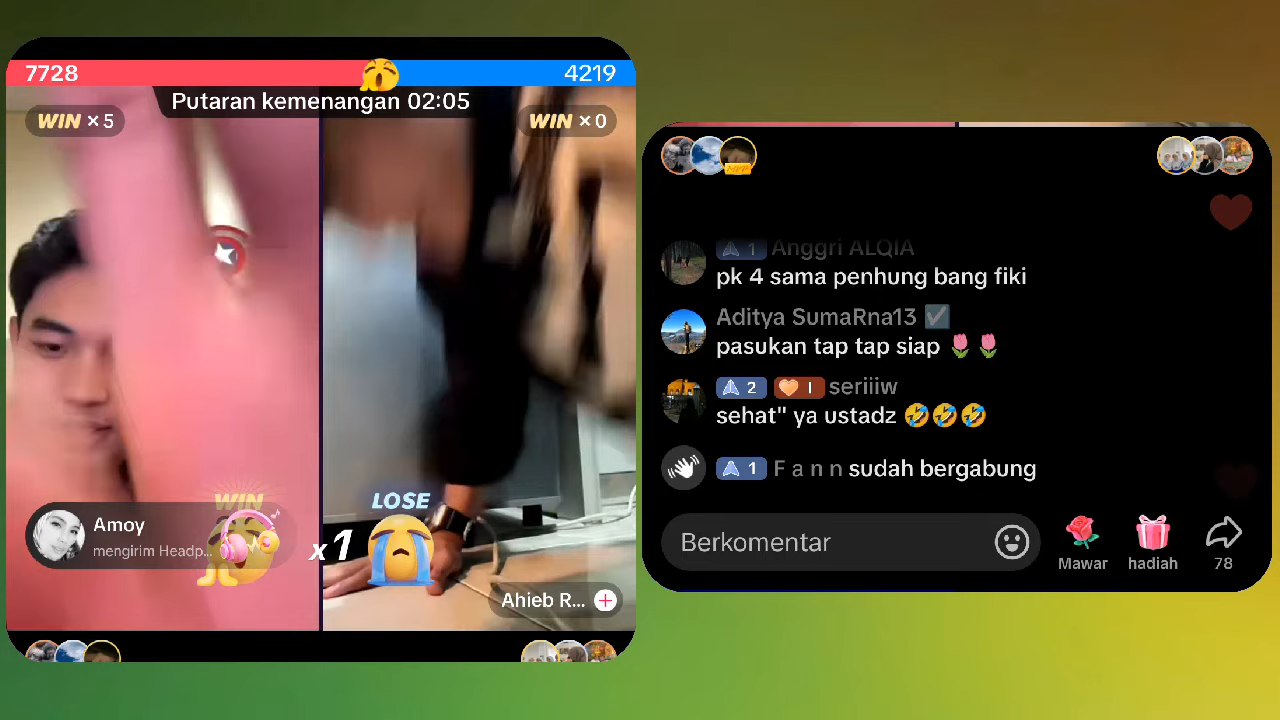 7728
4219
Putaran kemenangan 02:05
WIN ×5
WIN ×0
WIN
LOSE
Amoy
mengirim Headp...
x1
Ahieb R...
1 Anggri ALQIA
pk 4 sama penhung bang fiki
Aditya SumaRna13 ☑️
pasukan tap tap siap 🌷🌷
2 🧡 I seriiiw
sehat" ya ustadz 🤣🤣🤣
1 F a n n sudah bergabung
Berkomentar
Mawar
hadiah
78